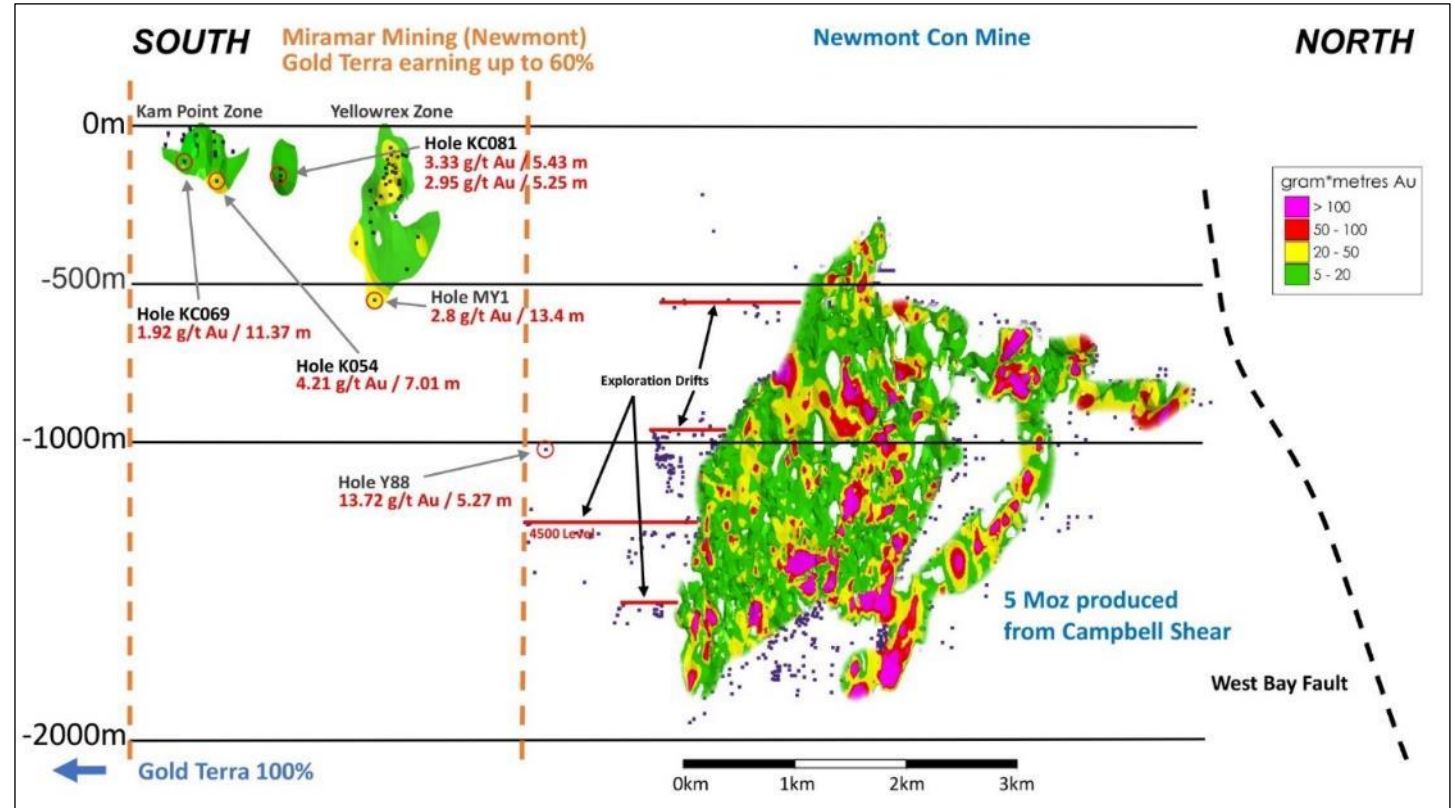 SOUTH
Miramar Mining (Newmont)
Gold Terra earning up to 60%
Newmont Con Mine
NORTH
Kam Point Zone
Yellowrex Zone
0m
Hole KC081
3.33 g/t Au / 5.43 m
2.95 g/t Au / 5.25 m
gram*metres Au
> 100
50 - 100
20 - 50
5 - 20
-500m
Hole KC069
1.92 g/t Au / 11.37 m
Hole MY1
2.8 g/t Au / 13.4 m
Hole K054
4.21 g/t Au / 7.01 m
Exploration Drifts
-1000m
Hole Y88
13.72 g/t Au / 5.27 m
4500 Level
5 Moz produced
from Campbell Shear
West Bay Fault
-2000m
Gold Terra 100%
0km
1km
2km
3km